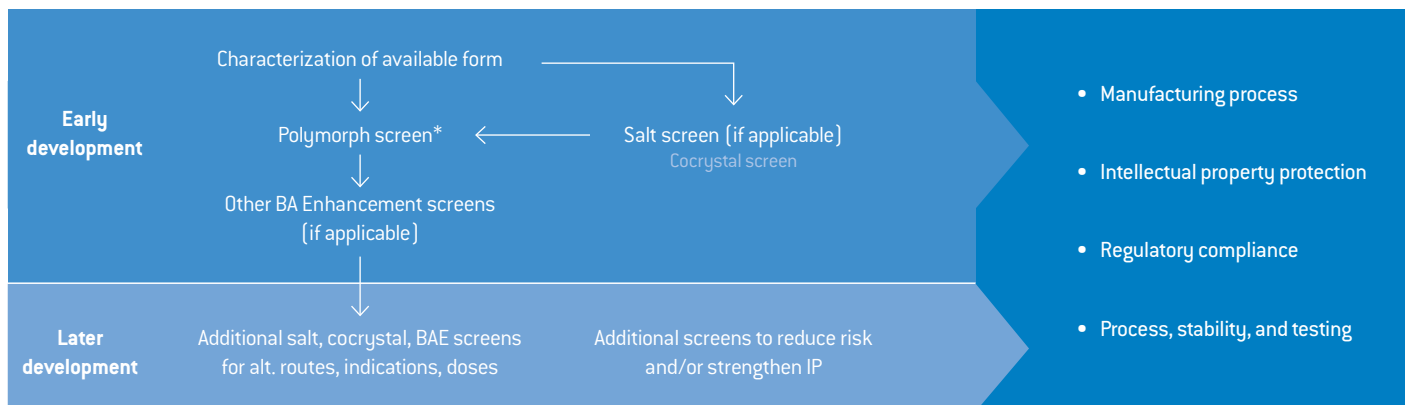 Characterization of available form
Early
development
Polymorph screen*
Salt screen (if applicable)
Cocrystal screen
Other BA Enhancement screens
(if applicable)
Later
development
Additional salt, cocrystal, BAE screens
for alt. routes, indications, doses
Additional screens to reduce risk
and/or strengthen IP
• Manufacturing process
• Intellectual property protection
• Regulatory compliance
• Process, stability, and testing